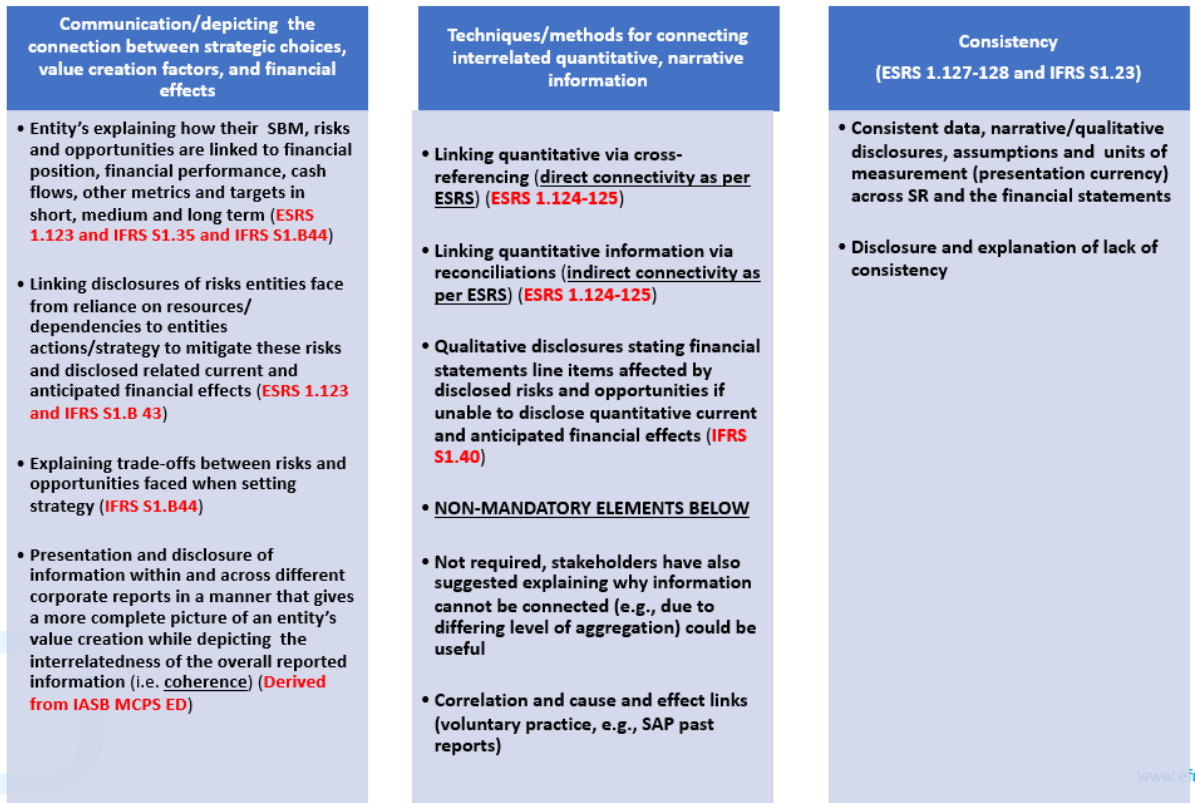 Communication/depicting the
connection between strategic choices,
value creation factors, and financial
effects
• Entity's explaining how their SBM, risks
and opportunities are linked to financial
position, financial performance, cash
flows, other metrics and targets in
short, medium and long term (ESRS
1.123 and IFRS S1.35 and IFRS S1.B44)
• Linking disclosures of risks entities face
from reliance on resources/
dependencies to entities
actions/strategy to mitigate these risks
and disclosed related current and
anticipated financial effects (ESRS 1.123
and IFRS S1.B 43)
• Explaining trade-offs between risks and
opportunities faced when setting
strategy (IFRS S1.B44)
• Presentation and disclosure of
information within and across different
corporate reports in a manner that gives
a more complete picture of an entity's
value creation while depicting the
interrelatedness of the overall reported
information (i.e. coherence) (Derived
from IASB MCPS ED)
Techniques/methods for connecting
interrelated quantitative, narrative
information
• Linking quantitative via cross-
referencing (direct connectivity as per
ESRS) (ESRS 1.124-125)
• Linking quantitative information via
reconciliations (indirect connectivity as
per ESRS) (ESRS 1.124-125)
• Qualitative disclosures stating financial
statements line items affected by
disclosed risks and opportunities if
unable to disclose quantitative current
and anticipated financial effects (IFRS
S1.40)
• NON-MANDATORY ELEMENTS BELOW
• Not required, stakeholders have also
suggested explaining why information
cannot be connected (e.g., due to
differing level of aggregation) could be
useful
• Correlation and cause and effect links
(voluntary practice, e.g., SAP past
reports)
Consistency
(ESRS 1.127-128 and IFRS S1.23)
• Consistent data, narrative/qualitative
disclosures, assumptions and units of
measurement (presentation currency)
across SR and the financial statements
• Disclosure and explanation of lack of
consistency
www.efr